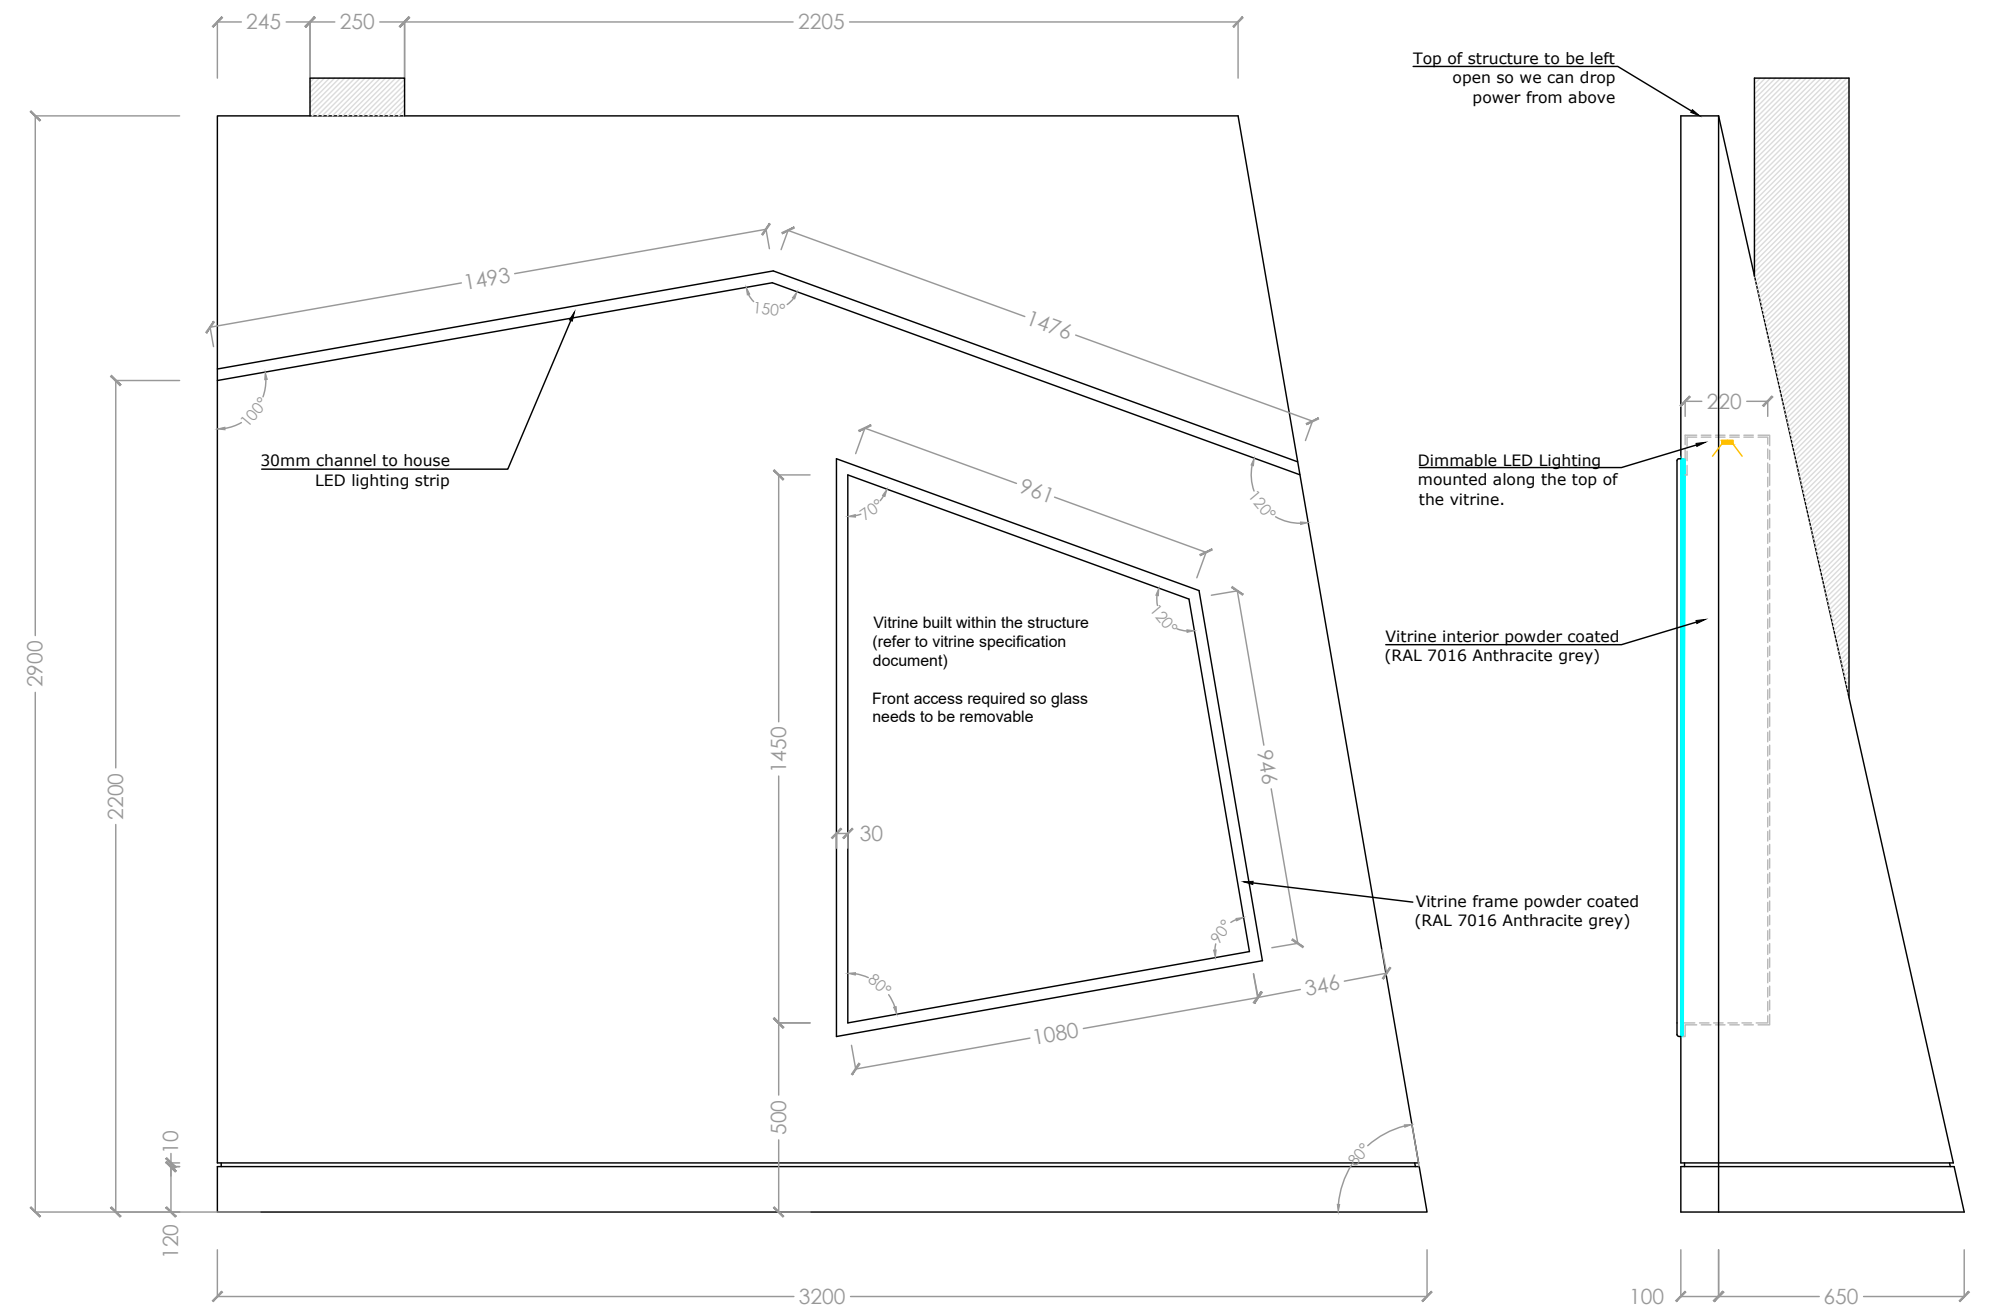 245
250
2205
Top of structure to be left
open so we can drop
power from above
1493
1476
150°
100°
220
30mm channel to house
LED lighting strip
Dimmable LED Lighting
mounted along the top of
the vitrine.
961
70°
120°
120°
Vitrine built within the structure
(refer to vitrine specification
document)
Front access required so glass
needs to be removable
Vitrine interior powder coated
(RAL 7016 Anthracite grey)
2900
2200
1450
946
30
Vitrine frame powder coated
(RAL 7016 Anthracite grey)
90°
80°
346
1080
500
10
120
80°
3200
100
650